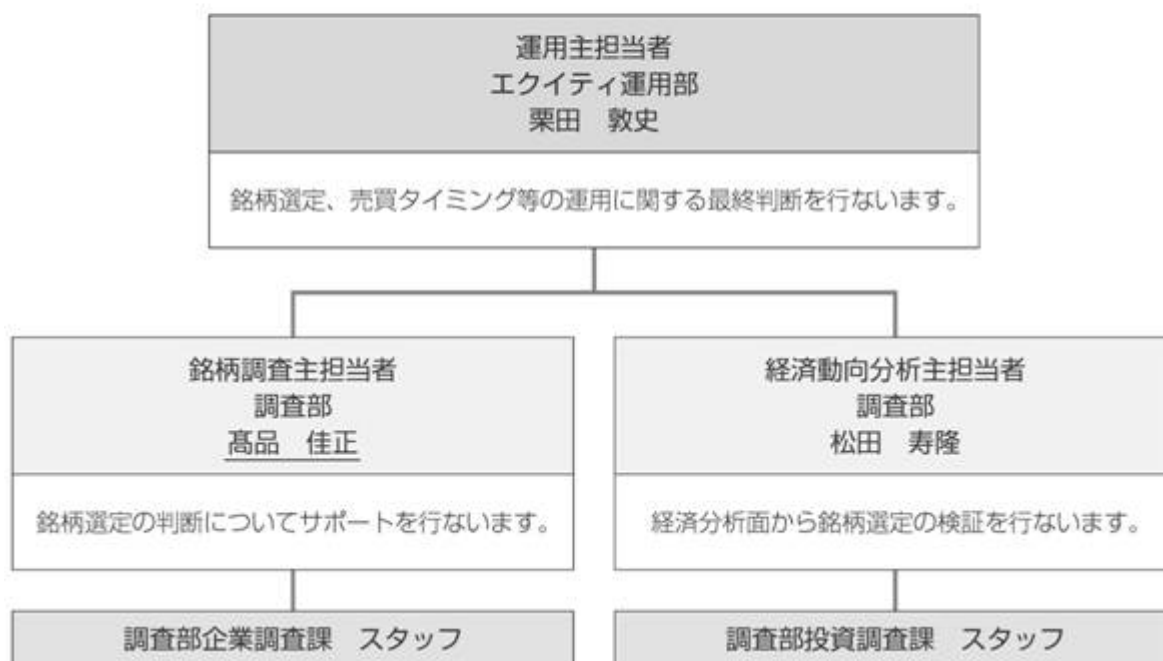 運用主担当者
エクイティ運用部
栗田　敦史
銘柄選定、売買タイミング等の運用に関する最終判断を行ないます。
銘柄調査主担当者
調査部
髙品　佳正
銘柄選定の判断についてサポートを行ないます。
調査部企業調査課　スタッフ
経済動向分析主担当者
調査部
松田　寿隆
経済分析面から銘柄選定の検証を行ないます。
調査部投資調査課　スタッフ